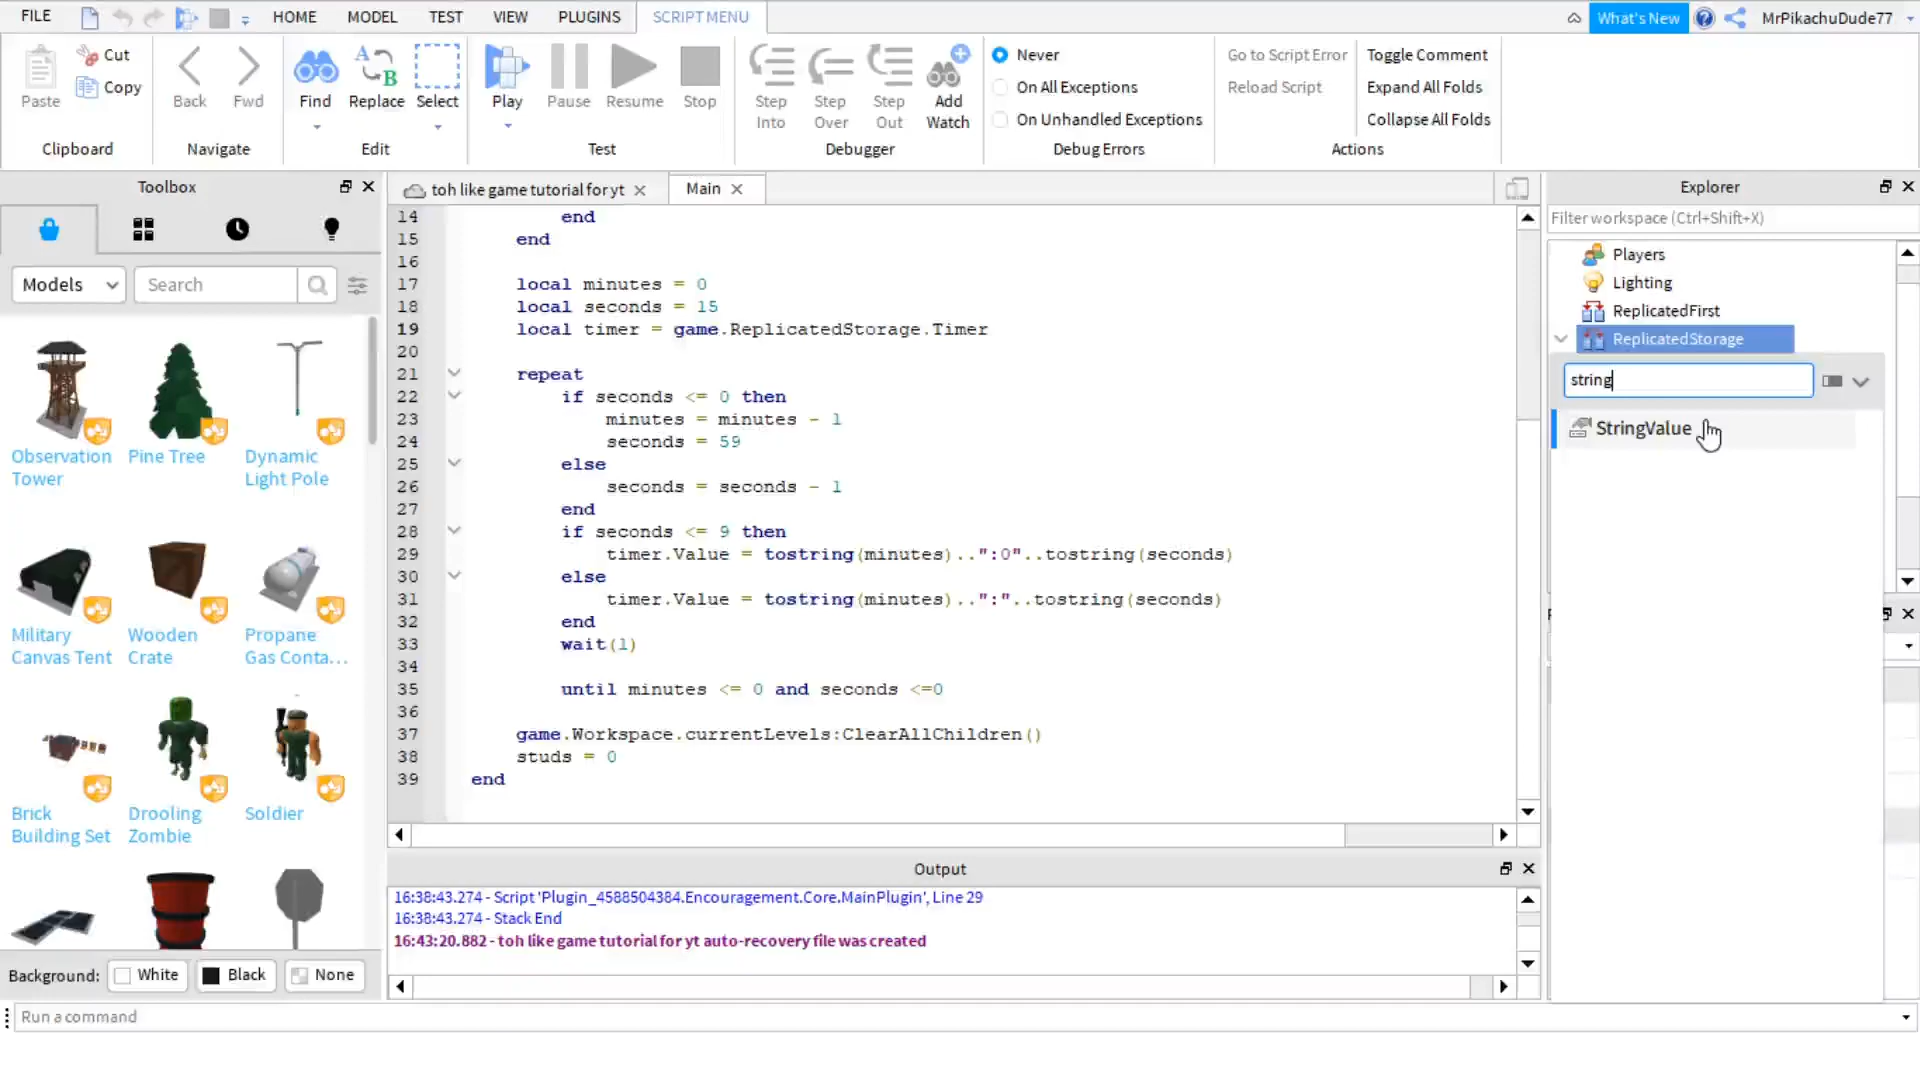 FILE
HOME
MODEL
TEST
VIEW
PLUGINS
SCRIPT MENU
What's New
MrPikachuDude77
Paste
Cut
Copy
Clipboard
Back
Fwd
Navigate
Find
Replace
Select
Edit
Play
Pause
Resume
Stop
Test
Step Into
Step Over
Step Out
Add Watch
Debugger
Never
On All Exceptions
On Unhandled Exceptions
Debug Errors
Go to Script Error
Reload Script
Toggle Comment
Expand All Folds
Collapse All Folds
Actions
Toolbox
Models
Search
Observation Tower
Pine Tree
Dynamic Light Pole
Military Canvas Tent
Wooden Crate
Propane Gas Conta...
Brick Building Set
Drooling Zombie
Soldier
Background:
White
Black
None
toh like game tutorial for yt
Main
14 end
15 end
16
17 local minutes = 0
18 local seconds = 15
19 local timer = game.ReplicatedStorage.Timer
20
21 repeat
22 if seconds <= 0 then
23 minutes = minutes - 1
24 seconds = 59
25 else
26 seconds = seconds - 1
27 end
28 if seconds <= 9 then
29 timer.Value = tostring(minutes)..":0"..tostring(seconds)
30 else
31 timer.Value = tostring(minutes)..":"..tostring(seconds)
32 end
33 wait(1)
34
35 until minutes <= 0 and seconds <=0
36
37 game.Workspace.currentLevels:ClearAllChildren()
38 studs = 0
39 end
Output
16:38:43.274 - Script 'Plugin_4588504384.Encouragement.Core.MainPlugin', Line 29
16:38:43.274 - Stack End
16:43:20.882 - toh like game tutorial for yt auto-recovery file was created
Explorer
Filter workspace (Ctrl+Shift+X)
Players
Lighting
ReplicatedFirst
ReplicatedStorage
string
StringValue
Run a command